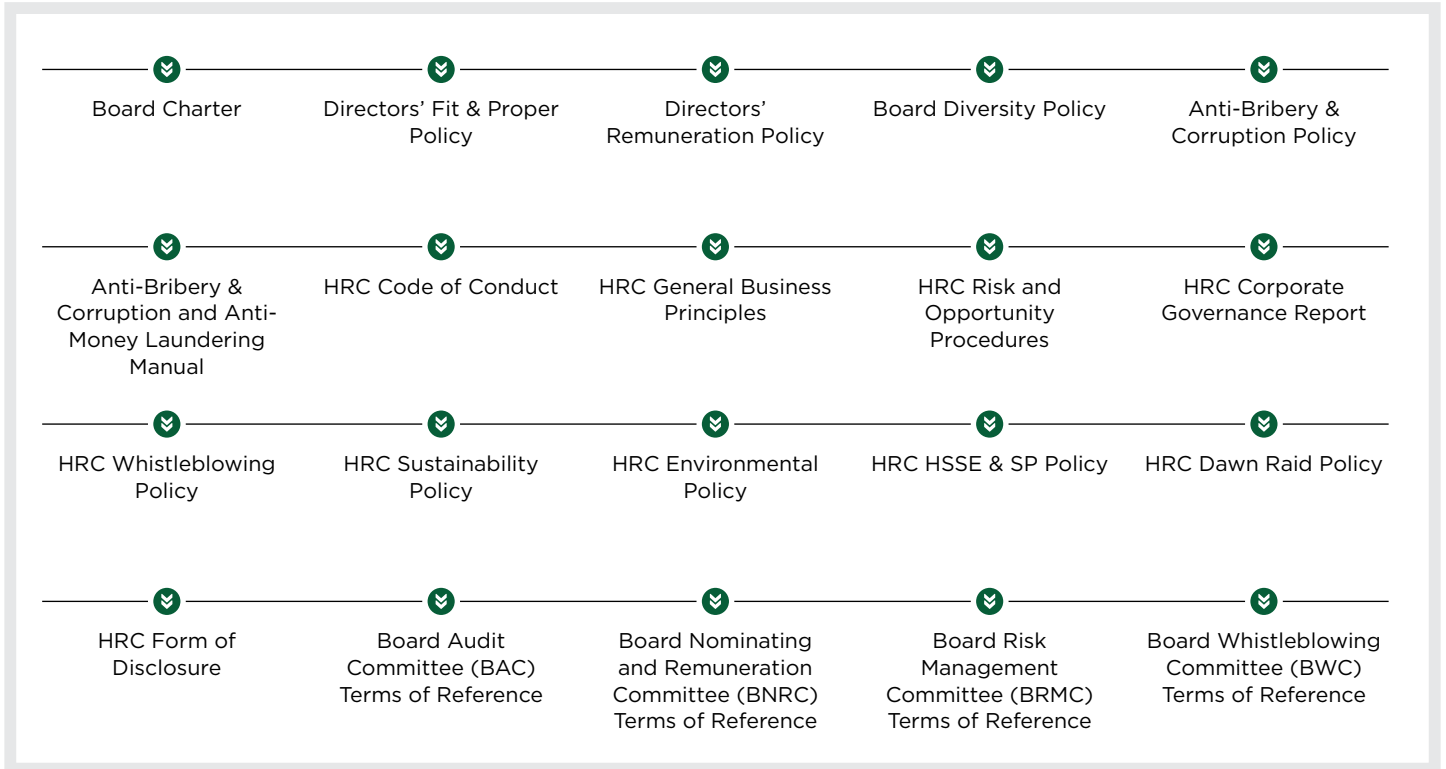 Board Charter
Directors’ Fit & Proper
Policy
Directors’
Remuneration Policy
Board Diversity Policy
Anti-Bribery &
Corruption Policy
Anti-Bribery &
Corruption and Anti-
Money Laundering
Manual
HRC Code of Conduct
HRC General Business
Principles
HRC Risk and
Opportunity
Procedures
HRC Corporate
Governance Report
HRC Whistleblowing
Policy
HRC Sustainability
Policy
HRC Environmental
Policy
HRC HSSE & SP Policy
HRC Dawn Raid Policy
HRC Form of
Disclosure
Board Audit
Committee (BAC)
Terms of Reference
Board Nominating
and Remuneration
Committee (BNRC)
Terms of Reference
Board Risk
Management
Committee (BRMC)
Terms of Reference
Board Whistleblowing
Committee (BWC)
Terms of Reference